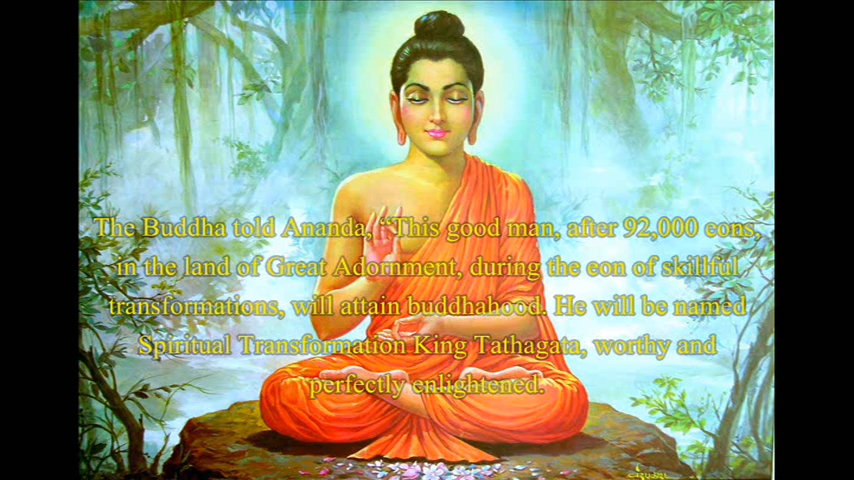 The Buddha told Ananda, “This good man, after 92,000 eons,
in the land of Great Adornment, during the eon of skillful
transformations, will attain buddhahood. He will be named
Spiritual Transformation King Tathagata, worthy and
perfectly enlightened.